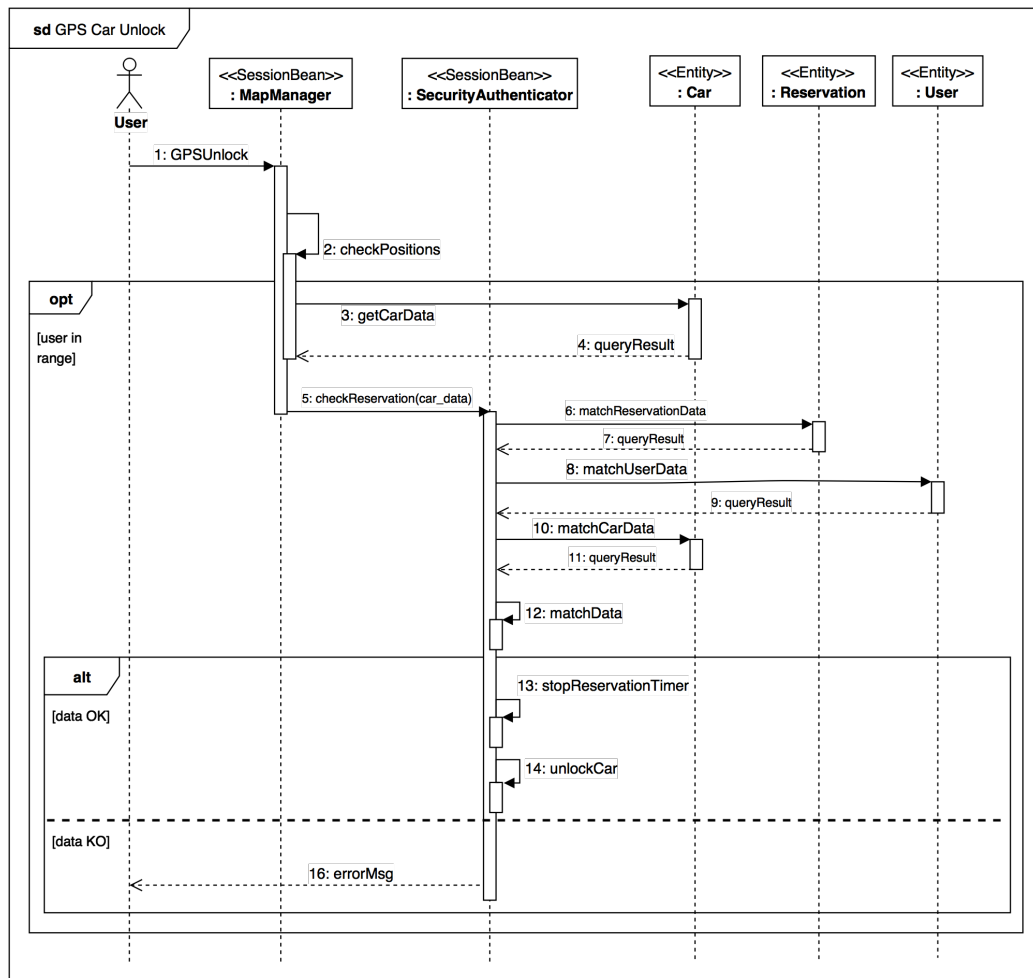 sd GPS Car Unlock
<<SessionBean>>
: MapManager
<<SessionBean>>
: SecurityAuthenticator
<<Entity>>
: Car
<<Entity>>
: Reservation
<<Entity>>
: User
User
1: GPSUnlock
2: checkPositions
opt
[user in
range]
3: getCarData
4: queryResult
5: checkReservation(car_data)
6: matchReservationData
7: queryResult
8: matchUserData
9: queryResult
10: matchCarData
11: queryResult
12: matchData
alt
[data OK]
13: stopReservationTimer
14: unlockCar
[data KO]
16: errorMsg